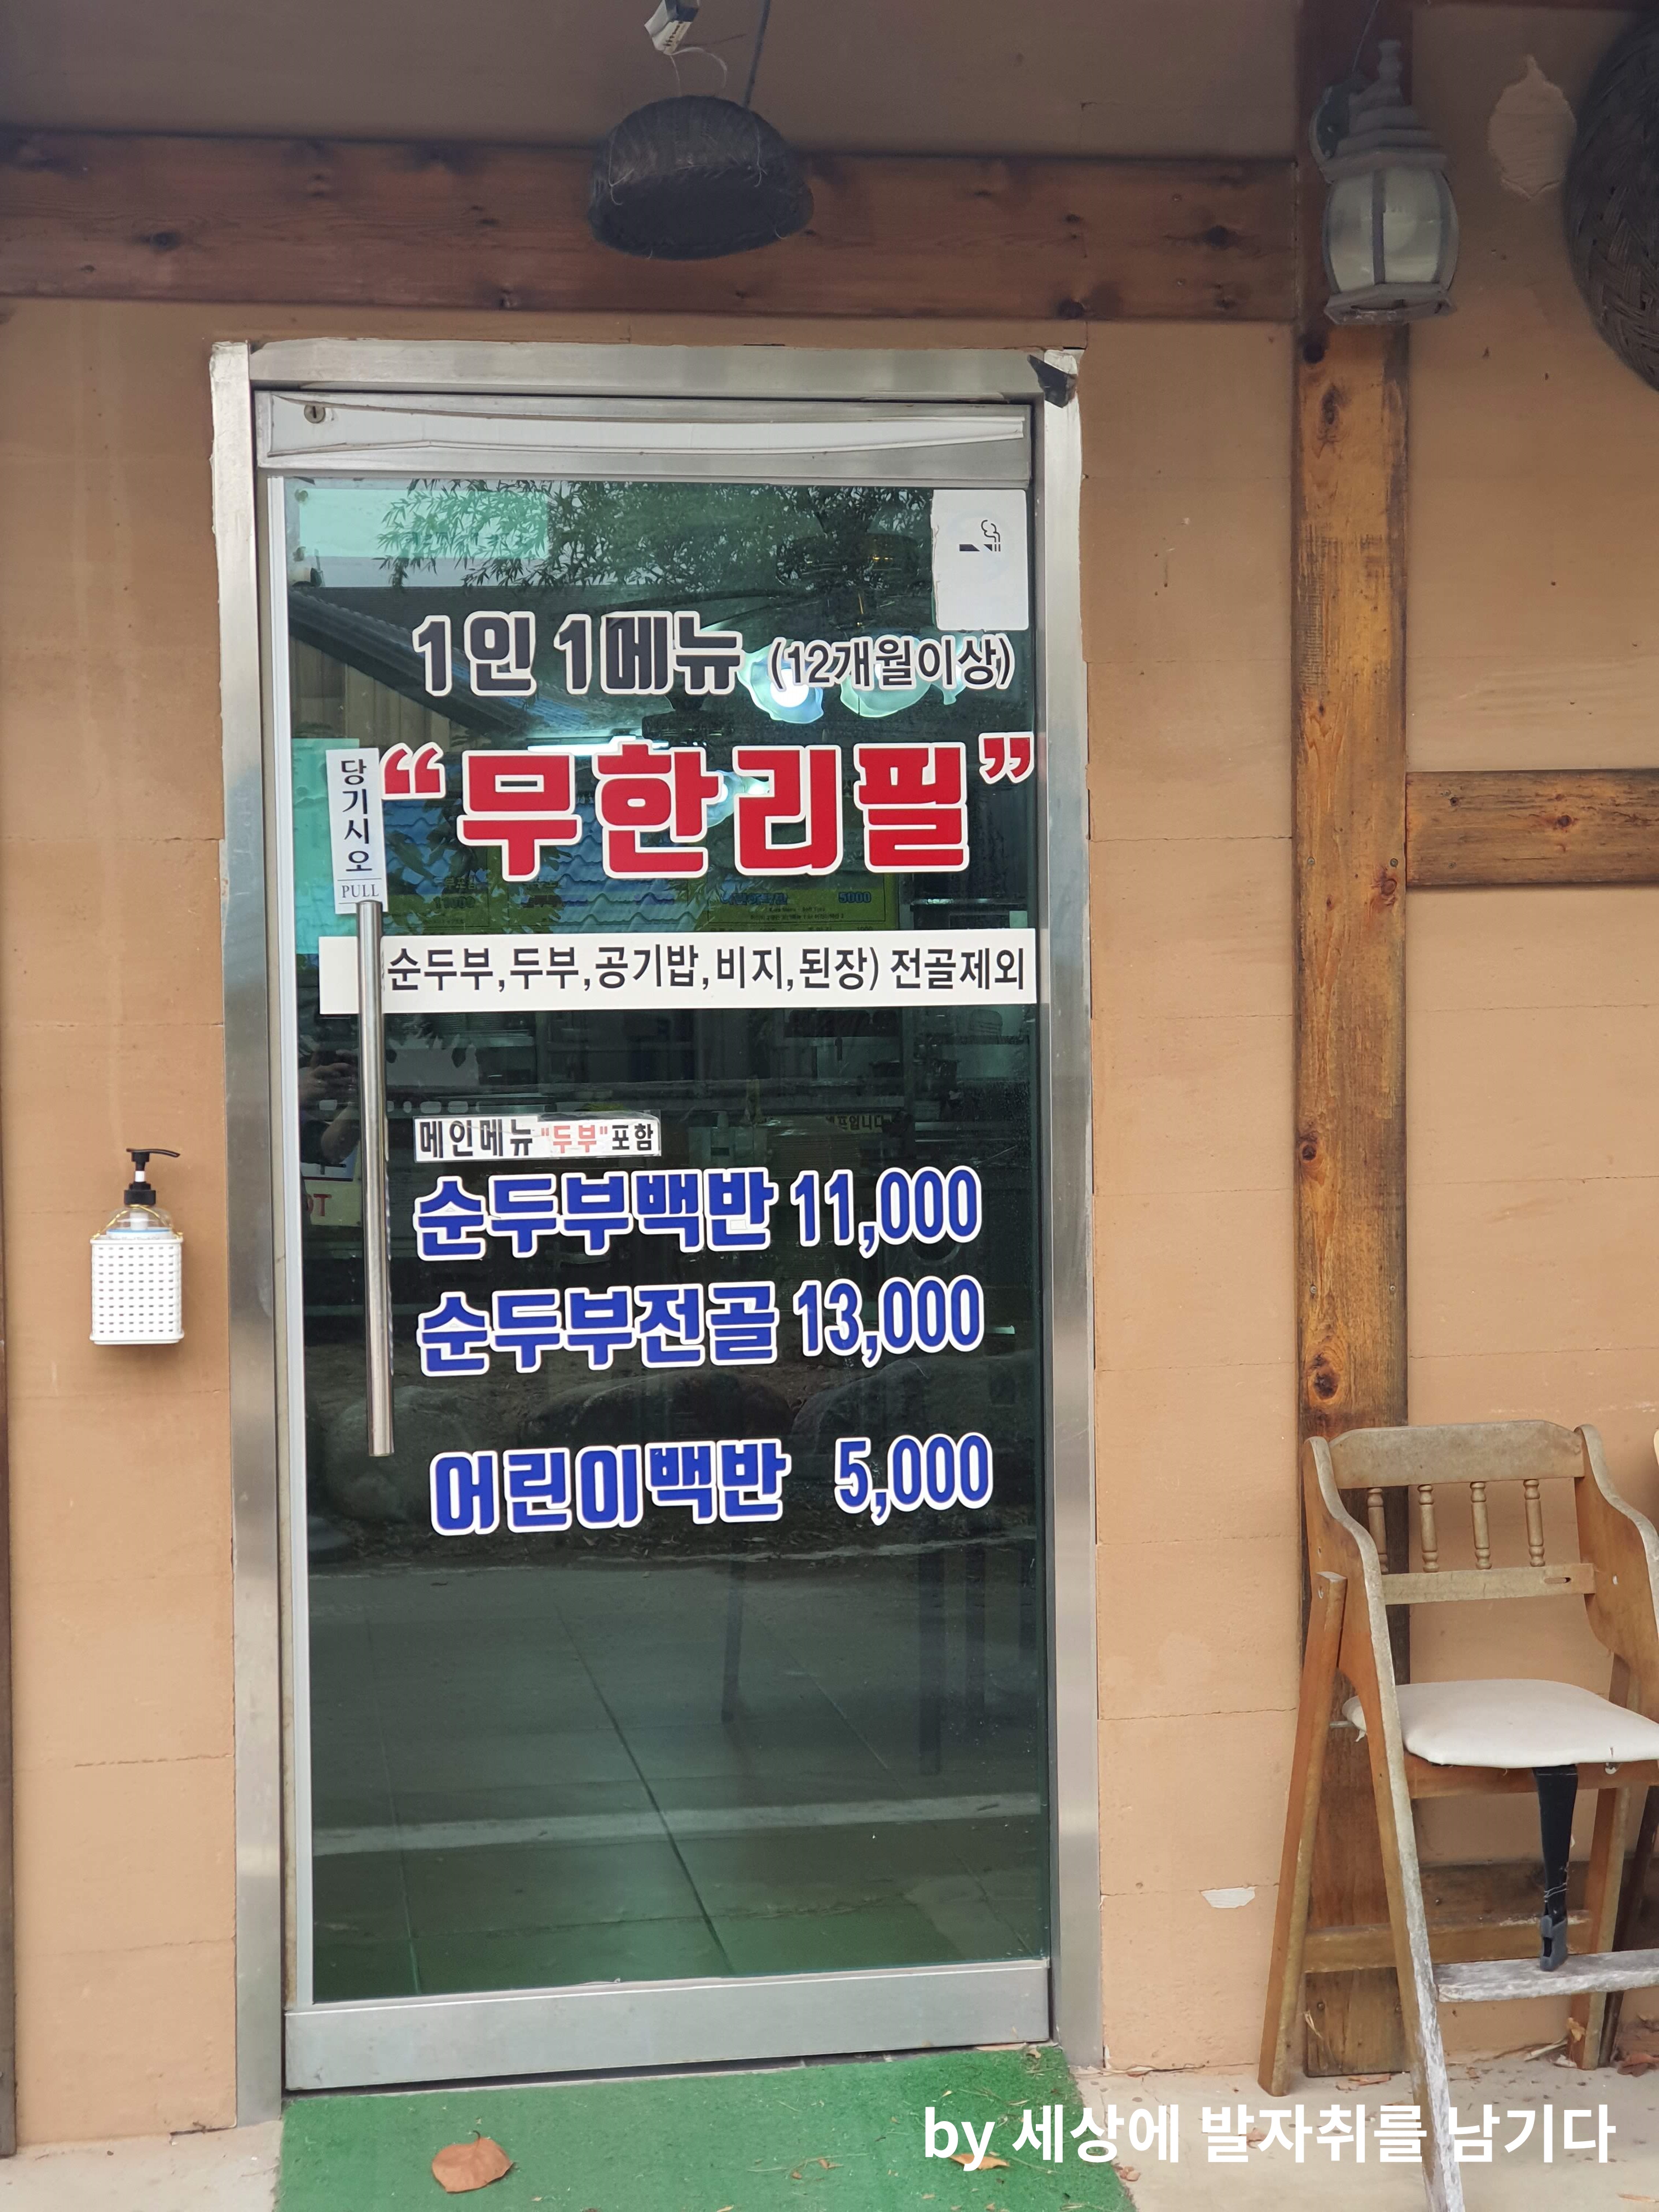 1인 1메뉴 (12개월이상)
“무한리필”
당기시오
PULL
5000
순두부,두부,공기밥,비지,된장) 전골제외
메인메뉴 "두부" 포함
순두부백반 11,000
순두부전골 13,000
어린이백반 5,000
by 세상에 발자취를 남기다